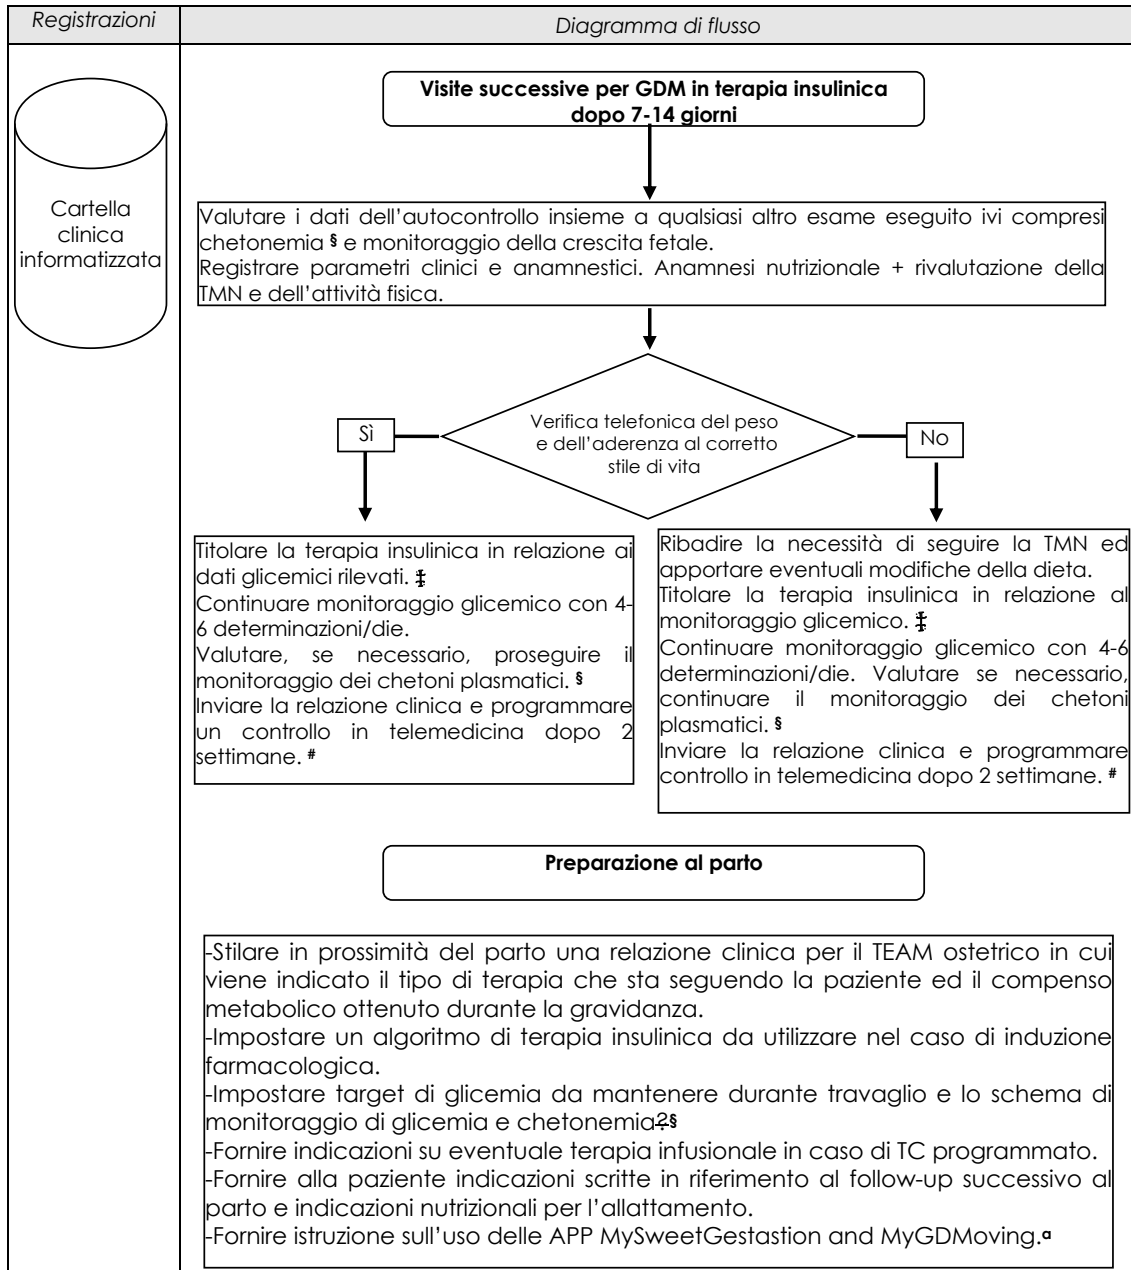 Registrazioni
Diagramma di flusso
Visite successive per GDM in terapia insulinica
dopo 7-14 giorni
Cartella
clinica
informatizzata
Valutare i dati dell’autocontrollo insieme a qualsiasi altro esame eseguito ivi compresi
chetonemia § e monitoraggio della crescita fetale.
Registrare parametri clinici e anamnestici. Anamnesi nutrizionale + rivalutazione della
TMN e dell’attività fisica.
Verifica telefonica del peso
e dell’aderenza al corretto
stile di vita
Sì
No
Titolare la terapia insulinica in relazione ai
dati glicemici rilevati. ‡
Continuare monitoraggio glicemico con 4-
6 determinazioni/die.
Valutare, se necessario, proseguire il
monitoraggio dei chetoni plasmatici. §
Inviare la relazione clinica e programmare
un controllo in telemedicina dopo 2
settimane. #
Ribadire la necessità di seguire la TMN ed
apportare eventuali modifiche della dieta.
Titolare la terapia insulinica in relazione al
monitoraggio glicemico. ‡
Continuare monitoraggio glicemico con 4-6
determinazioni/die. Valutare se necessario,
continuare il monitoraggio dei chetoni
plasmatici. §
Inviare la relazione clinica e programmare
controllo in telemedicina dopo 2 settimane. #
Preparazione al parto
-Stilare in prossimità del parto una relazione clinica per il TEAM ostetrico in cui
viene indicato il tipo di terapia che sta seguendo la paziente ed il compenso
metabolico ottenuto durante la gravidanza.
-Impostare un algoritmo di terapia insulinica da utilizzare nel caso di induzione
farmacologica.
-Impostare target di glicemia da mantenere durante travaglio e lo schema di
monitoraggio di glicemia e chetonemia?§
-Fornire indicazioni su eventuale terapia infusionale in caso di TC programmato.
-Fornire alla paziente indicazioni scritte in riferimento al follow-up successivo al
parto e indicazioni nutrizionali per l’allattamento.
-Fornire istruzione sull’uso delle APP MySweetGestastion and MyGDMoving.ª